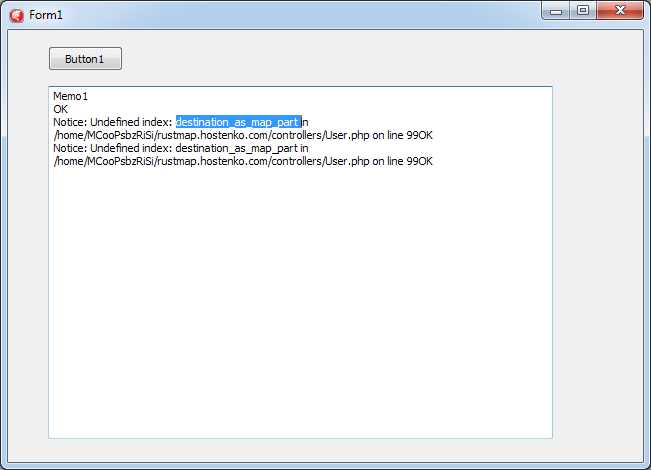 Form1
Button1
Memo1
OK
Notice: Undefined index: destination_as_map_part in
/home/MCooPsbzRiSi/rustmap.hostenko.com/controllers/User.php on line 99OK
Notice: Undefined index: destination_as_map_part in
/home/MCooPsbzRiSi/rustmap.hostenko.com/controllers/User.php on line 99OK